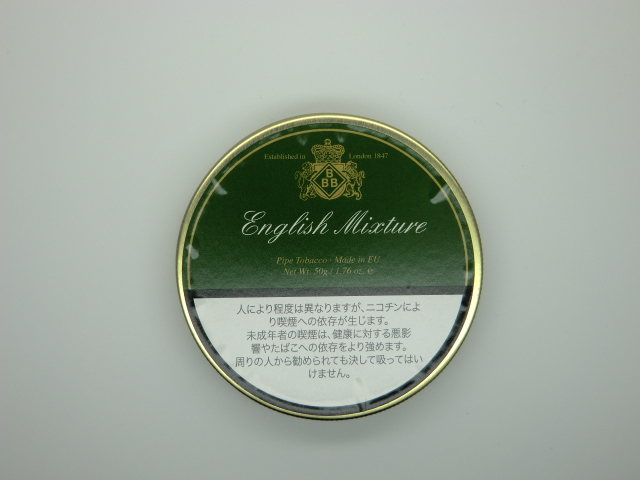 Established in London 1847
B
BB
English Mixture
Pipe Tobacco · Made in EU
Net Wt. 50g / 1.76 oz. e
人により程度は異なりますが、ニコチンによ
り喫煙への依存が生じます。
未成年者の喫煙は、健康に対する悪影
響やたばこへの依存をより強めます。
周りの人から勧められても決して吸ってはい
けません。